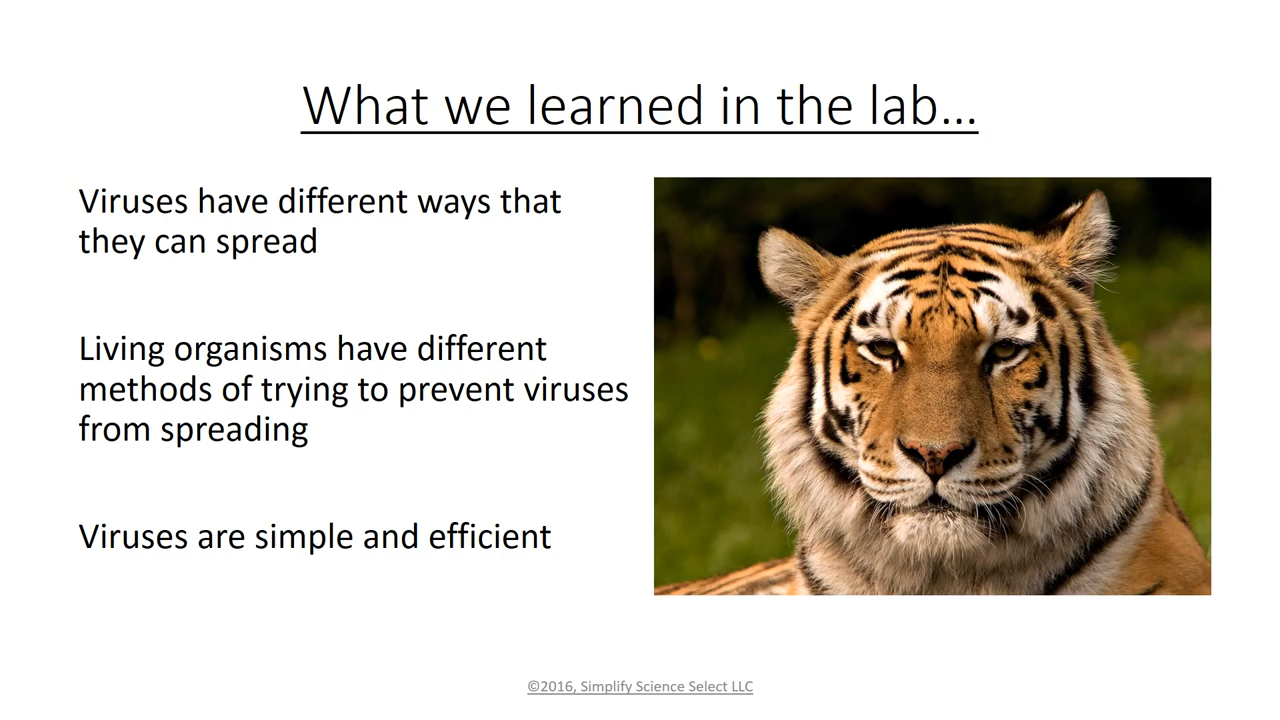 What we learned in the lab...
Viruses have different ways that
they can spread
Living organisms have different
methods of trying to prevent viruses
from spreading
Viruses are simple and efficient
©2016, Simplify Science Select LLC